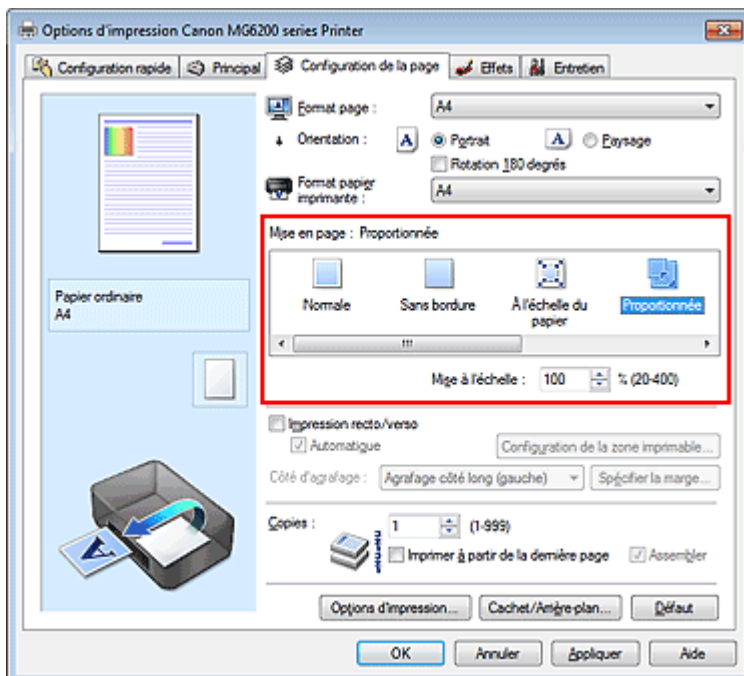 Options d'impression Canon MG6200 series Printer
Configuration rapide Principal Configuration de la page Effets Entretien
Format page : A4
Orientation : A Portrait A Paysage
Rotation 180 degrés
Format papier imprimante : A4
Mise en page : Proportionnée
Normale Sans bordure À l'échelle du papier Proportionnée
Mise à l'échelle : 100 % (20-400)
Papier ordinaire
A4
Impression recto/verso
Automatique Configuration de la zone imprimable...
Côté d'agrafage : Agrafage côté long (gauche) Spécifier la marge...
Copies : 1 (1-999)
Imprimer à partir de la dernière page Assembler
Options d'impression... Cachet/Arrière-plan... Défaut
OK Annuler Appliquer Aide